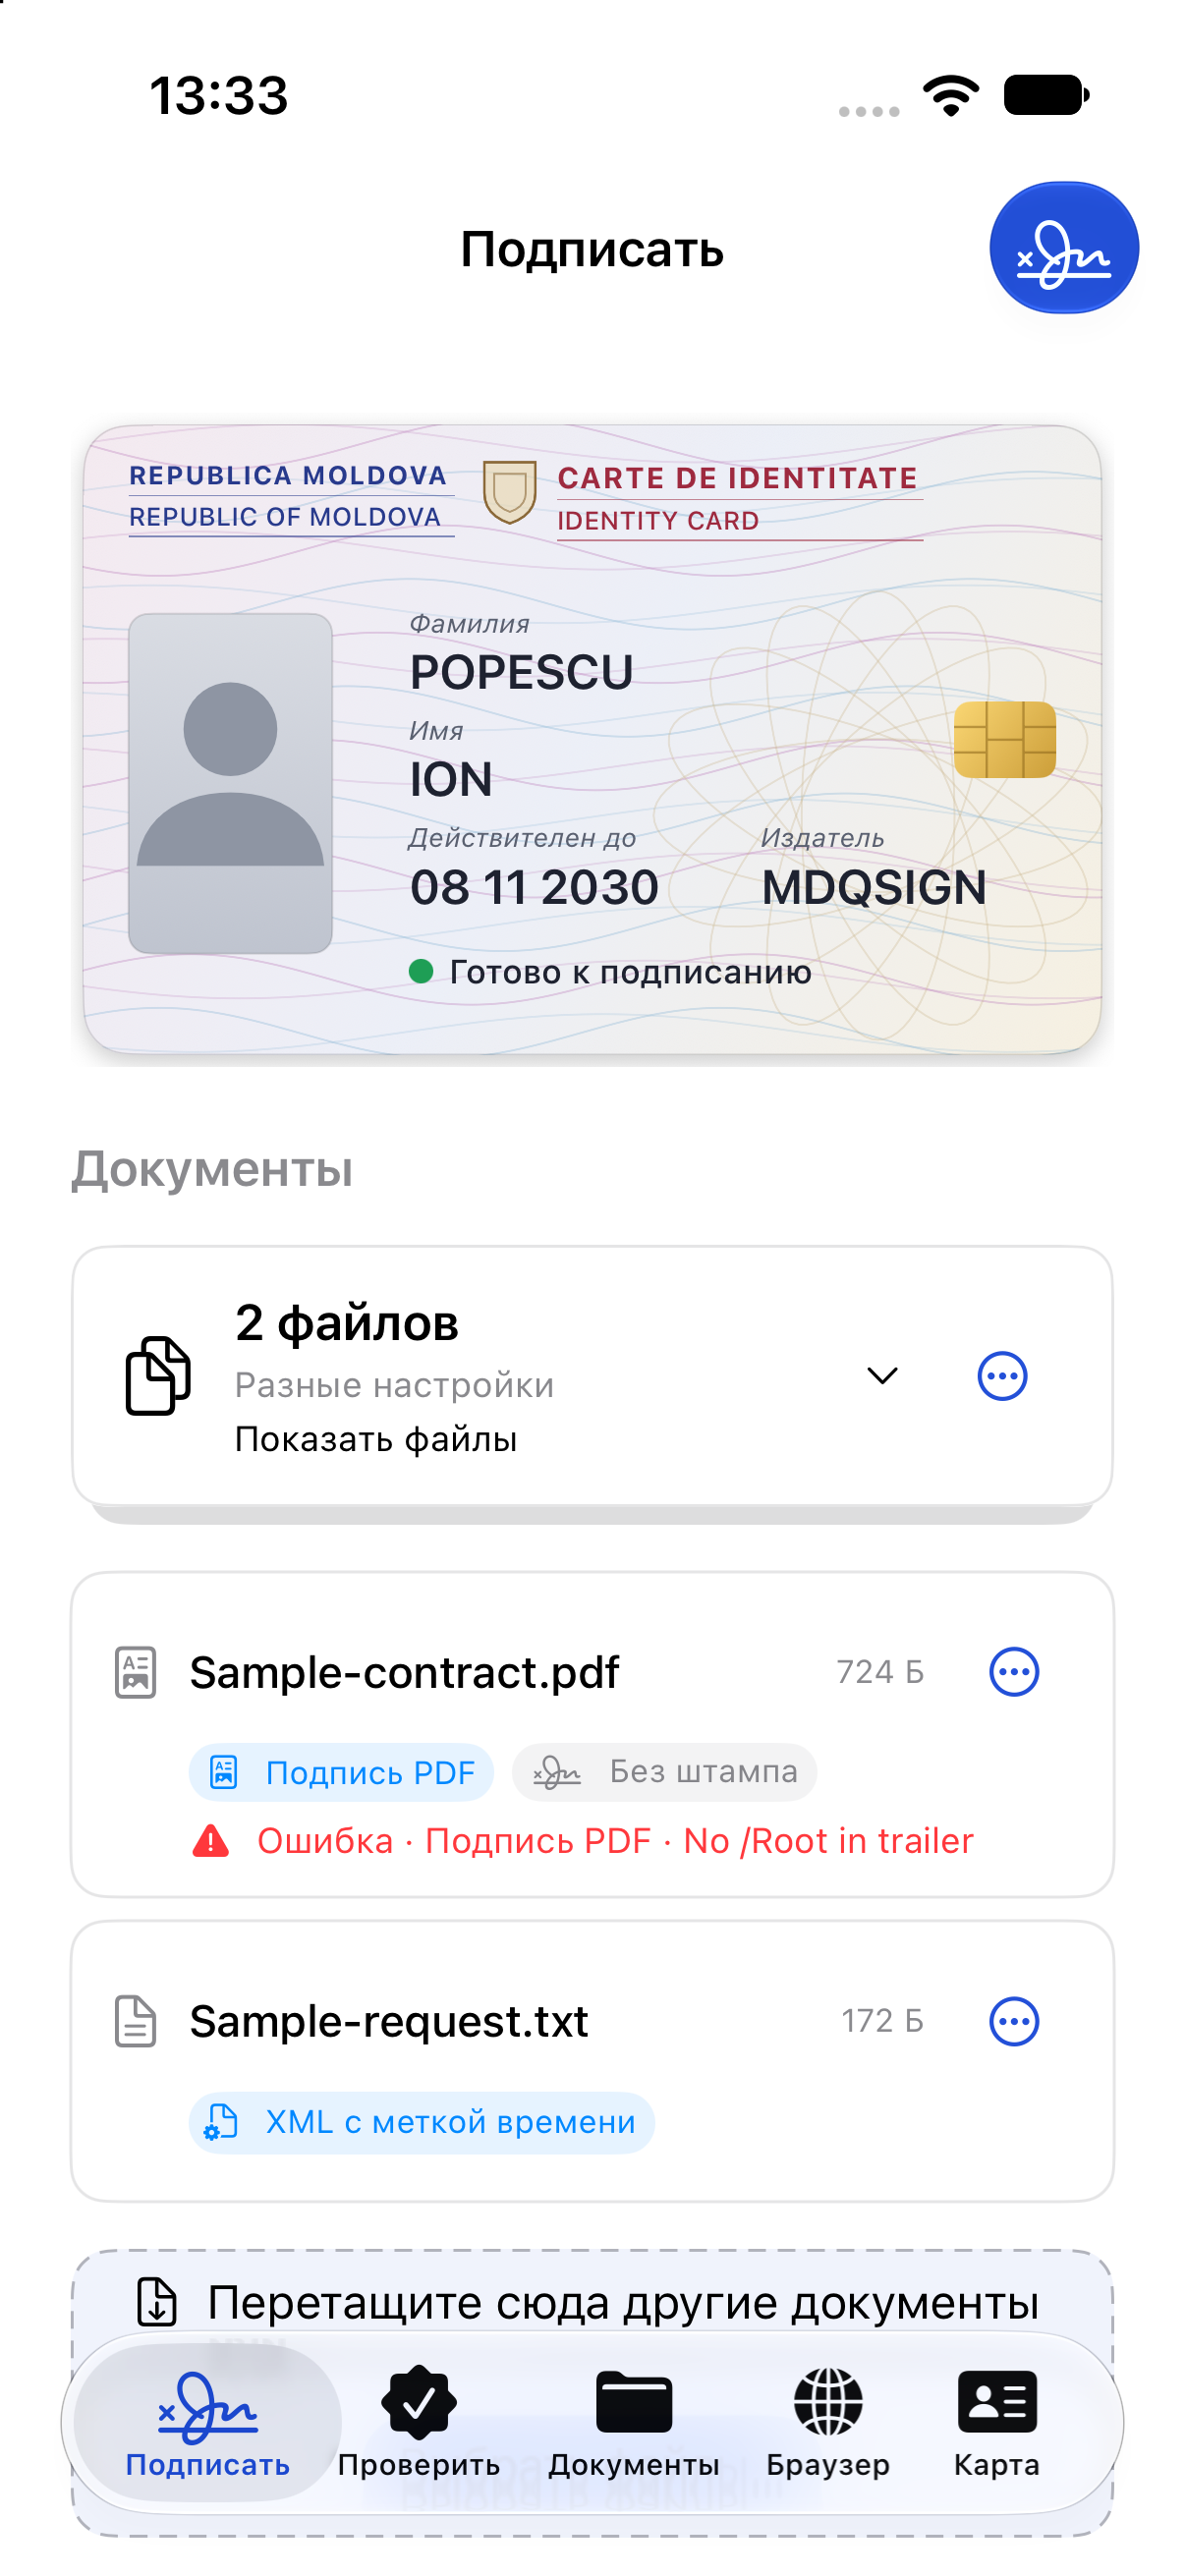 13:33
Подписать
REPUBLICA MOLDOVA
REPUBLIC OF MOLDOVA
CARTE DE IDENTITATE
IDENTITY CARD
Фамилия
POPESCU
Имя
ION
Действителен до
08 11 2030
Издатель
MDQSIGN
Готово к подписанию
Документы
2 файлов
Разные настройки
Показать файлы
Sample-contract.pdf
724 Б
Подпись PDF
Без штампа
Ошибка · Подпись PDF · No /Root in trailer
Sample-request.txt
172 Б
XML с меткой времени
Перетащите сюда другие документы
Подписать
Проверить
Документы
Браузер
Карта